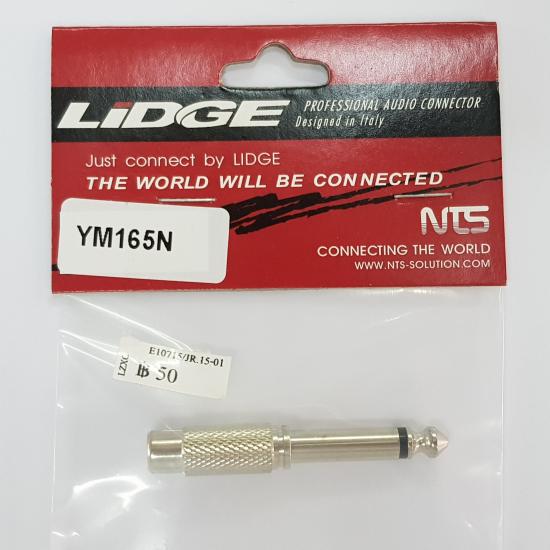 LIDGE
PROFESSIONAL AUDIO CONNECTOR
Designed in Italy
Just connect by LIDGE
THE WORLD WILL BE CONNECTED
YM165N
NTS
CONNECTING THE WORLD
WWW.NTS-SOLUTION.COM
E10715/JR.15-01
฿ 50